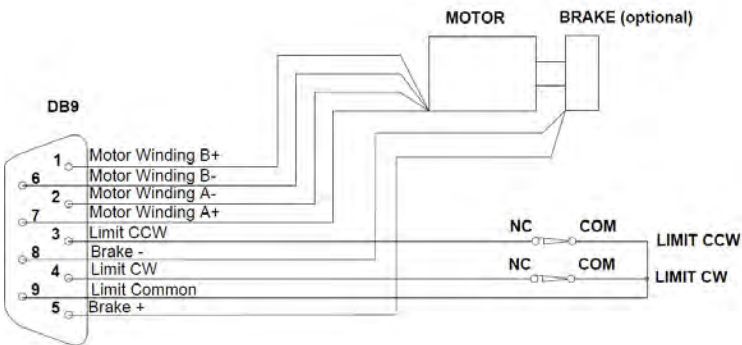 MOTOR
BRAKE (optional)
DB9
1 Motor Winding B+
6 Motor Winding B-
2 Motor Winding A-
7 Motor Winding A+
3 Limit CCW
8 Brake -
4 Limit CW
9 Limit Common
5 Brake +
NC COM LIMIT CCW
NC COM LIMIT CW